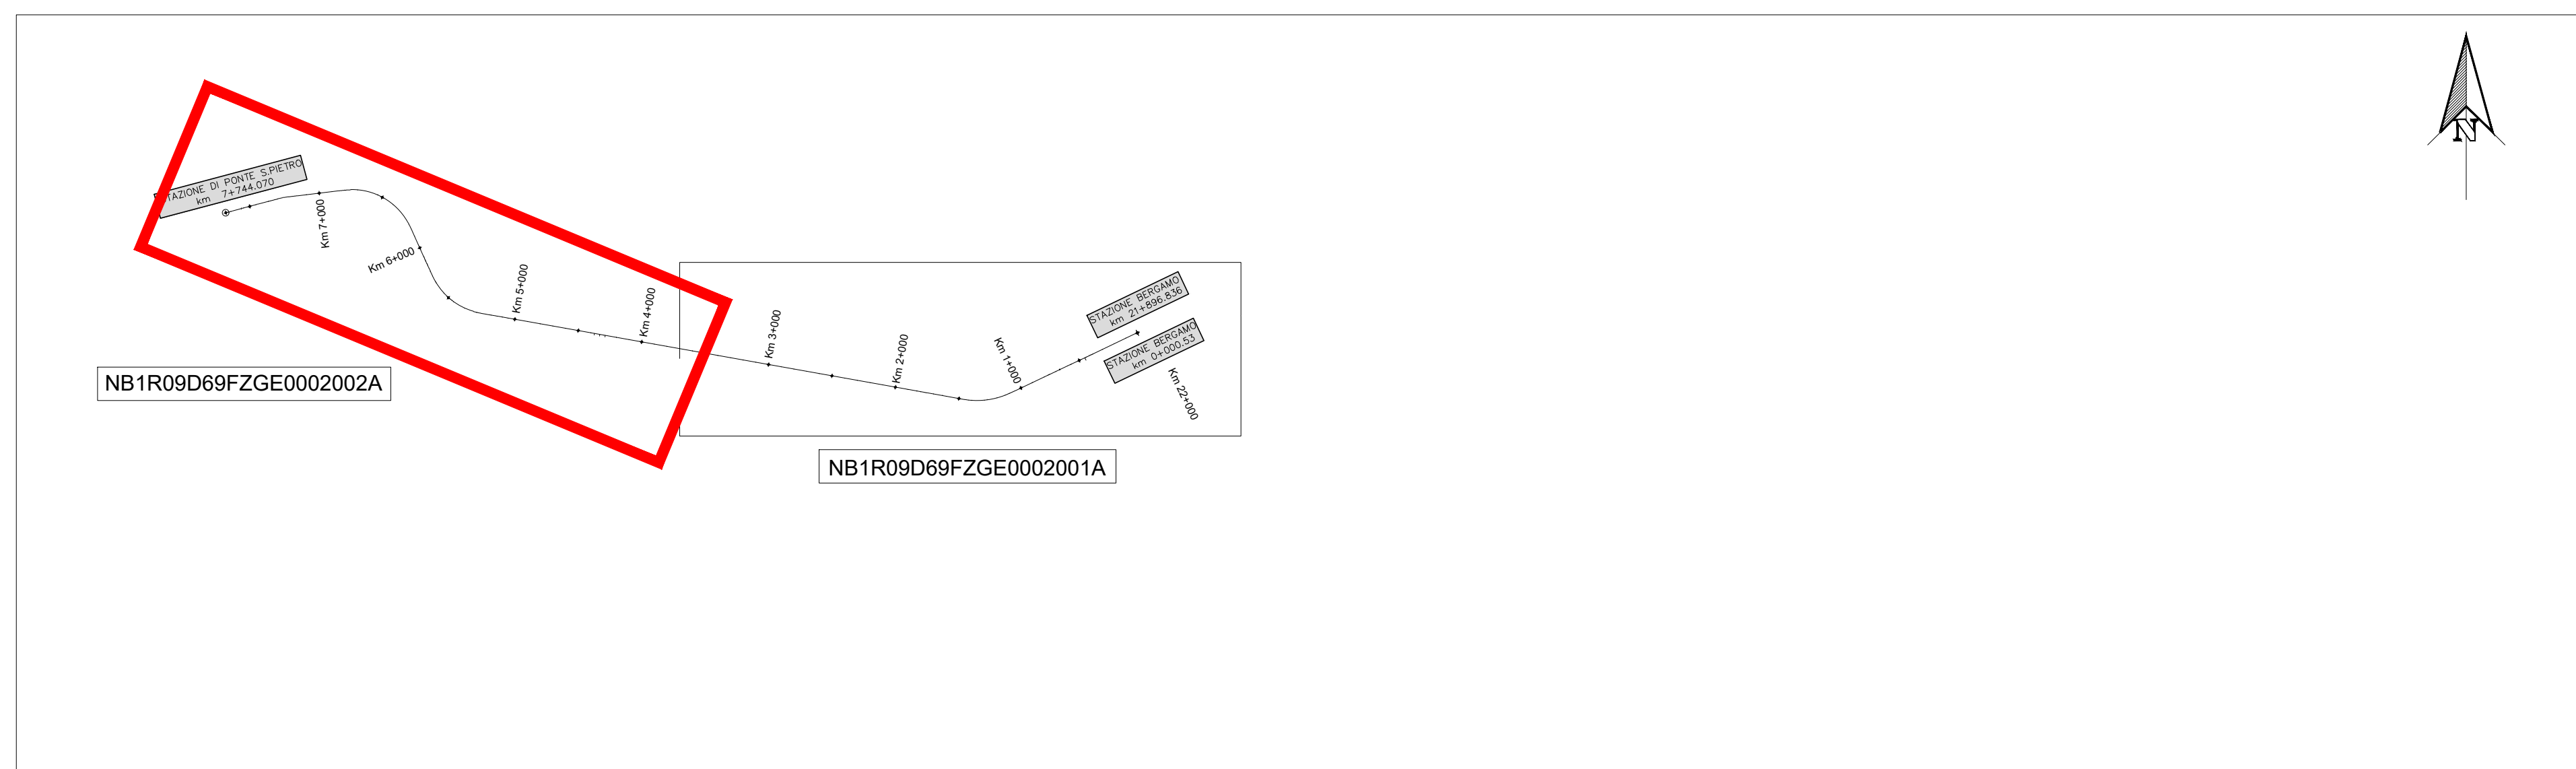 N
STAZIONE DI PONTE S.PIETRO
km 7+744.070
Km 7+000
Km 6+000
Km 5+000
Km 4+000
Km 3+000
Km 2+000
Km 1+000
STAZIONE BERGAMO
km 21+896.836
STAZIONE BERGAMO
km 0+000.53
Km 22+000
NB1R09D69FZGE0002002A
NB1R09D69FZGE0002001A